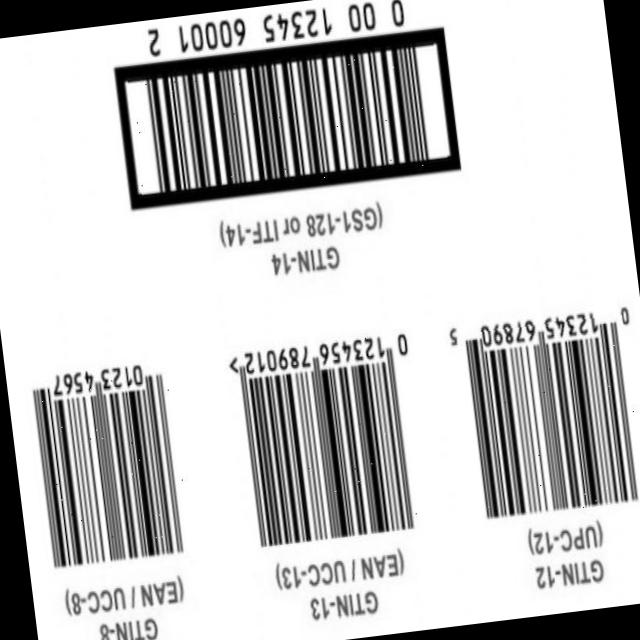 GTIN-12
(UPC-12)
0 12345 67890 5
GTIN-13
(EAN / UCC-13)
0 123456 789012 >
GTIN-8
(EAN / UCC-8)
0123 4567
GTIN-14
(GS1-128 or ITF-14)
0 00 12345 60001 2